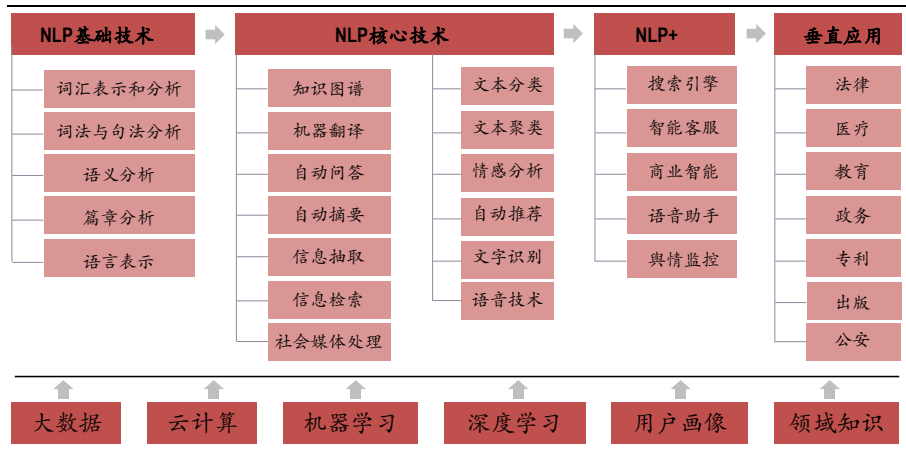 NLP基础技术
NLP核心技术
NLP+
垂直应用
词汇表示和分析
词法与句法分析
语义分析
篇章分析
语言表示
知识图谱
机器翻译
自动问答
自动摘要
信息抽取
信息检索
社会媒体处理
文本分类
文本聚类
情感分析
自动推荐
文字识别
语音技术
搜索引擎
智能客服
商业智能
语音助手
舆情监控
法律
医疗
教育
政务
专利
出版
公安
大数据
云计算
机器学习
深度学习
用户画像
领域知识